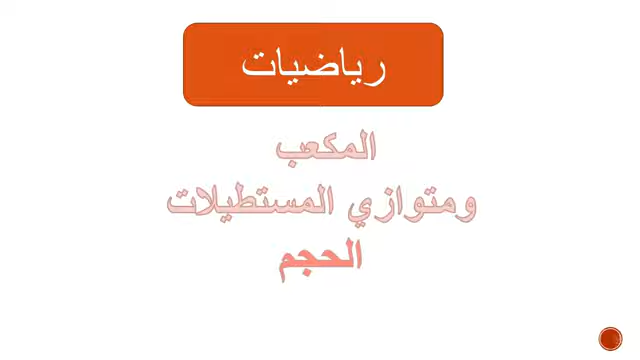 رياضيات
المكعب
ومتوازي المستطيلات
الحجم